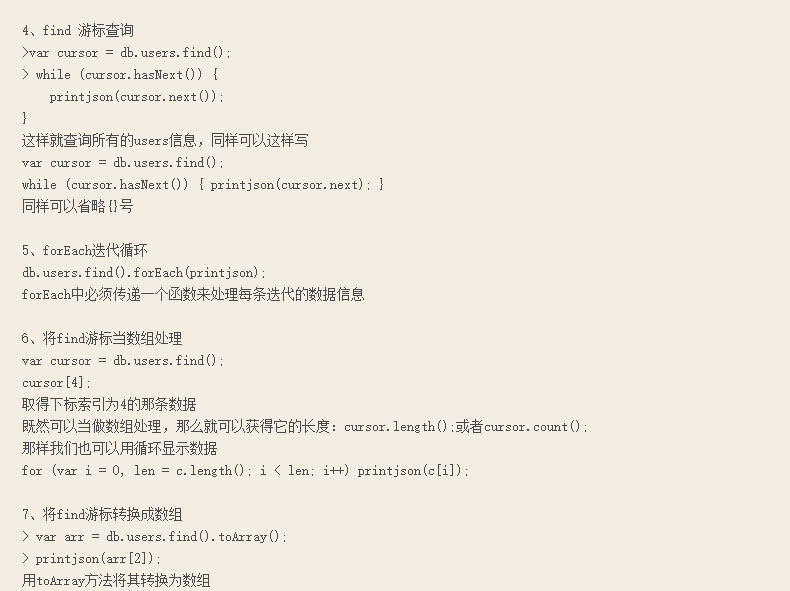 4、find 游标查询
>var cursor = db.users.find();
> while (cursor.hasNext()) {
    printjson(cursor.next());
}
这样就查询所有的users信息，同样可以这样写
var cursor = db.users.find();
while (cursor.hasNext()) { printjson(cursor.next); }
同样可以省略{}号
5、forEach迭代循环
db.users.find().forEach(printjson);
forEach中必须传递一个函数来处理每条迭代的数据信息
6、将find游标当数组处理
var cursor = db.users.find();
cursor[4];
取得下标索引为4的那条数据
既然可以当做数组处理，那么就可以获得它的长度：cursor.length();或者cursor.count();
那样我们也可以用循环显示数据
for (var i = 0, len = c.length(); i < len; i++) printjson(c[i]);
7、将find游标转换成数组
> var arr = db.users.find().toArray();
> printjson(arr[2]);
用toArray方法将其转换为数组